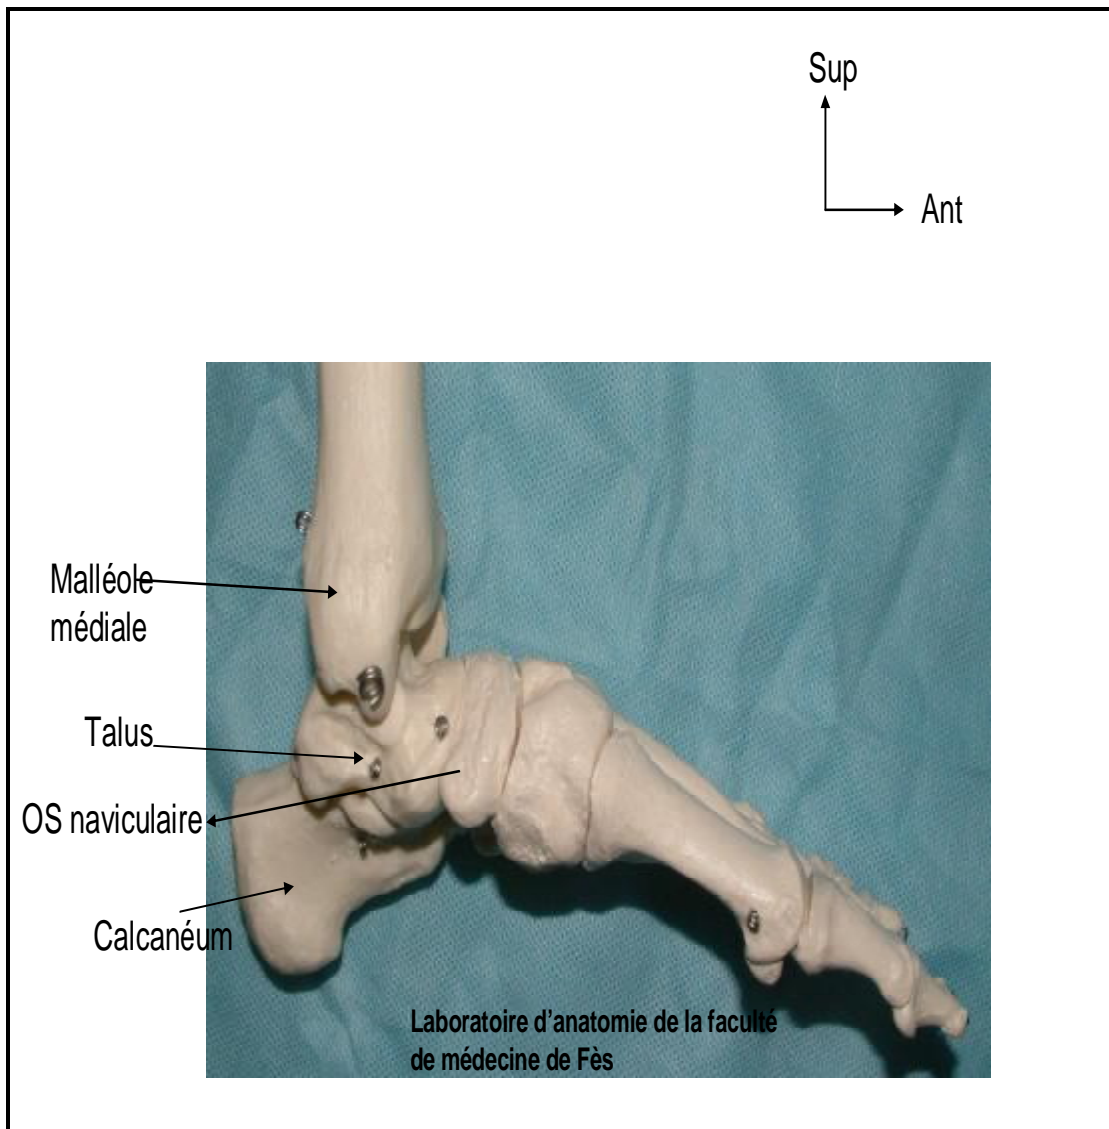 Sup
Ant
Malléole
médiale
Talus
OS naviculaire
Calcanéum
Laboratoire d'anatomie de la faculté
de médecine de Fès